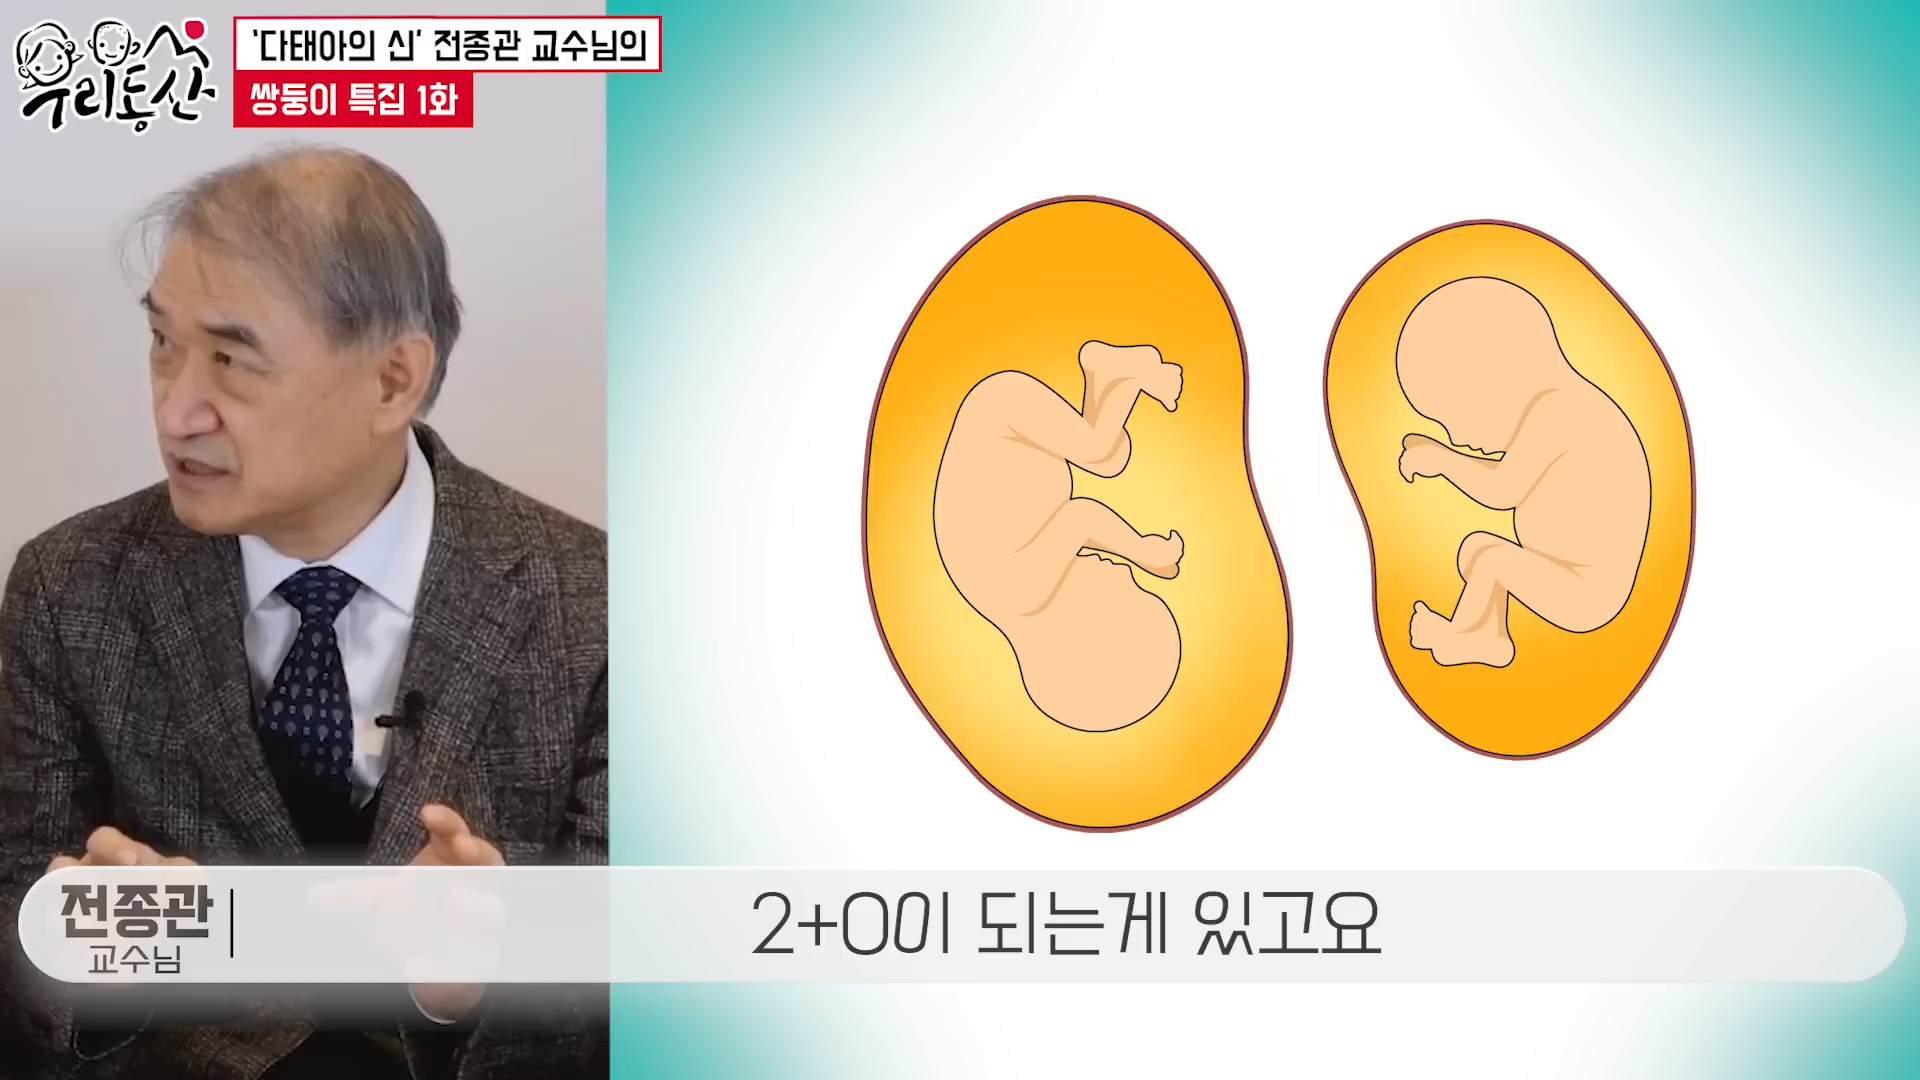 우리동산
'다태아의 신' 전종관 교수님의
쌍둥이 특집 1화
전종관
교수님
2+0이 되는게 있고요